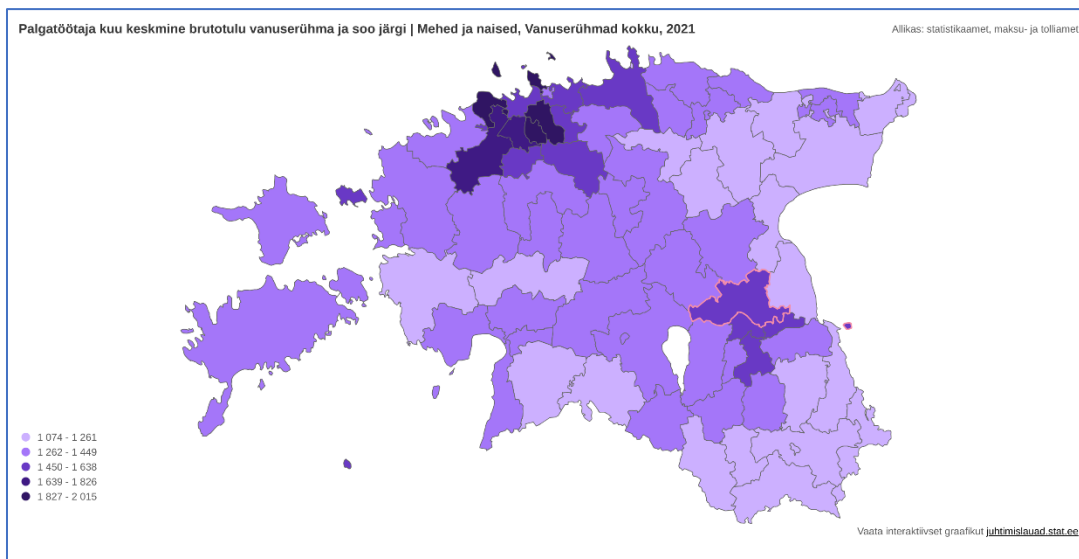 Palgatöötaja kuu keskmine brutotulu vanuserühma ja soo järgi | Mehed ja naised, Vanuserühmad kokku, 2021
Allikas: statistikaamet, maksu- ja tolliamet
1 074 - 1 261
1 262 - 1 449
1 450 - 1 638
1 639 - 1 826
1 827 - 2 015
Vaata interaktiivset graafikut juhtimislauad.stat.ee